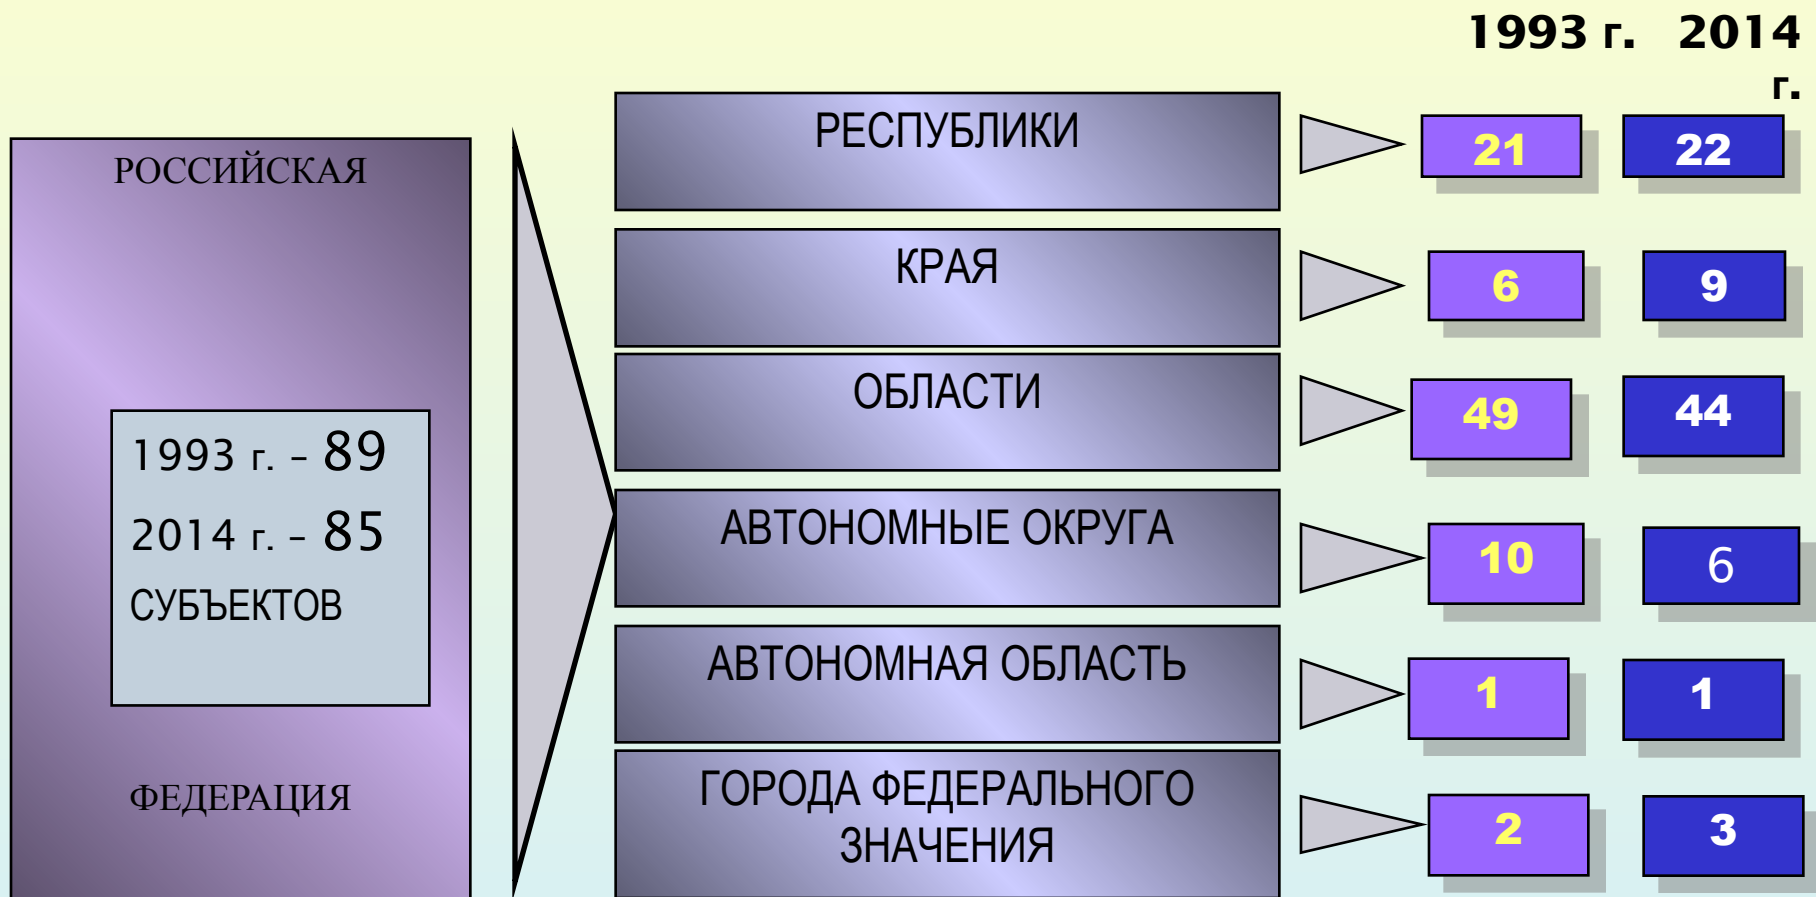 1993 г. 2014
г.
РОССИЙСКАЯ
1993 г. – 89
2014 г. – 85
СУБЪЕКТОВ
ФЕДЕРАЦИЯ
РЕСПУБЛИКИ
21 22
КРАЯ
6 9
ОБЛАСТИ
49 44
АВТОНОМНЫЕ ОКРУГА
10 6
АВТОНОМНАЯ ОБЛАСТЬ
1 1
ГОРОДА ФЕДЕРАЛЬНОГО
ЗНАЧЕНИЯ
2 3